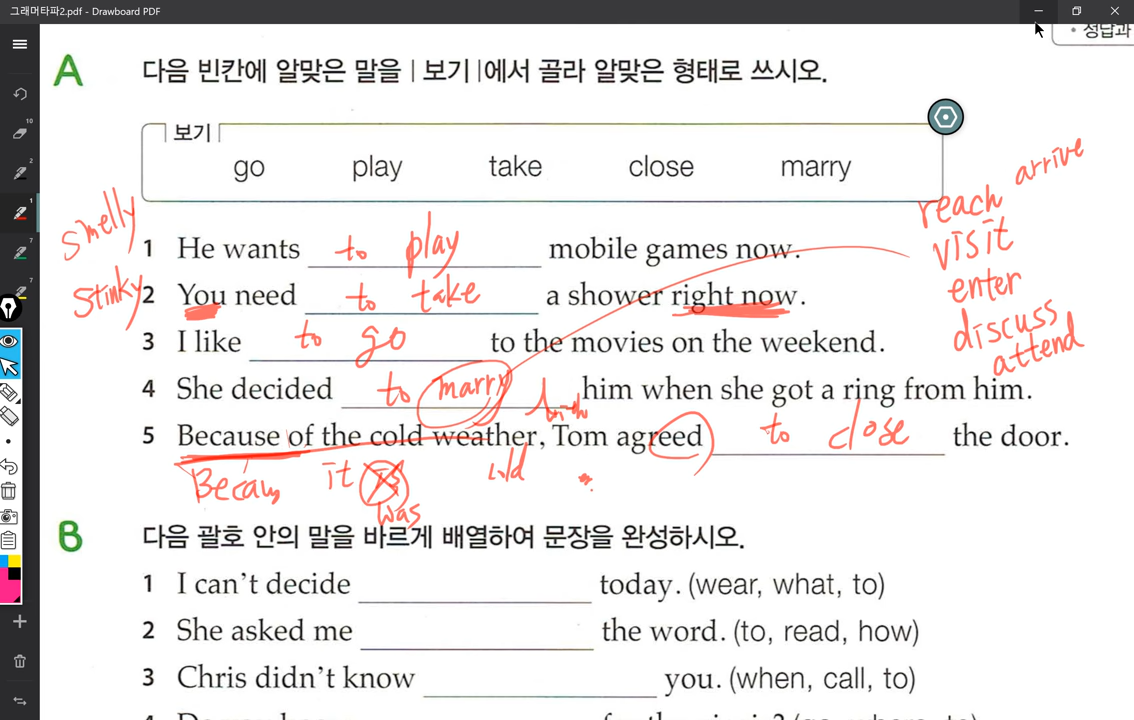 그래머타파2.pdf - Drawboard PDF
정답과
A 다음 빈칸에 알맞은 말을 | 보기 |에서 골라 알맞은 형태로 쓰시오.
보기
go play take close marry
arrive
reach
visit
enter
discuss
attend
smelly
stinky
1 He wants to play mobile games now.
2 You need to take a shower right now.
3 I like to go to the movies on the weekend.
4 She decided to marry him when she got a ring from him.
5 Because of the cold weather, Tom agreed to close the door.
it is cold
was
B 다음 괄호 안의 말을 바르게 배열하여 문장을 완성하시오.
1 I can't decide today. (wear, what, to)
2 She asked me the word. (to, read, how)
3 Chris didn't know you. (when, call, to)